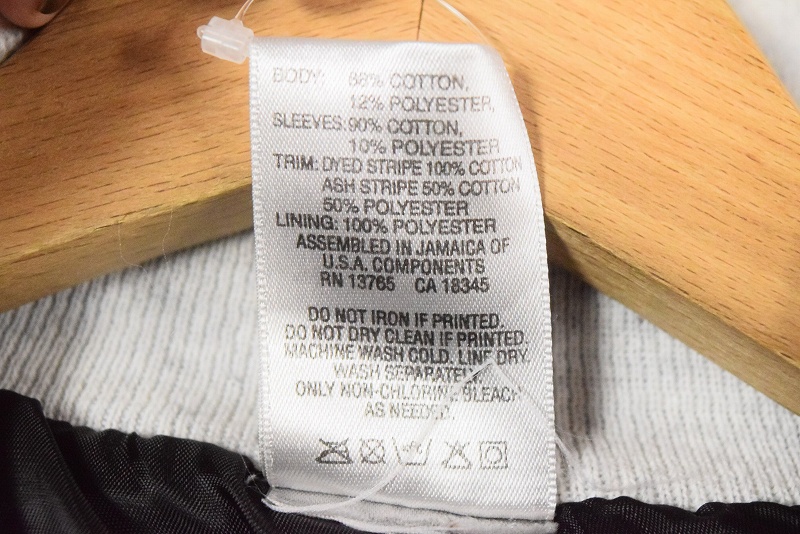 BODY: 88% COTTON,
12% POLYESTER,
SLEEVES: 90% COTTON,
10% POLYESTER
TRIM: DYED STRIPE 100% COTTON
ASH STRIPE 50% COTTON
50% POLYESTER
LINING: 100% POLYESTER
ASSEMBLED IN JAMAICA OF
U.S.A. COMPONENTS
RN 13765 CA 18345
DO NOT IRON IF PRINTED.
DO NOT DRY CLEAN IF PRINTED.
MACHINE WASH COLD. LINE DRY.
WASH SEPARATELY.
ONLY NON-CHLORINE BLEACH
AS NEEDED.